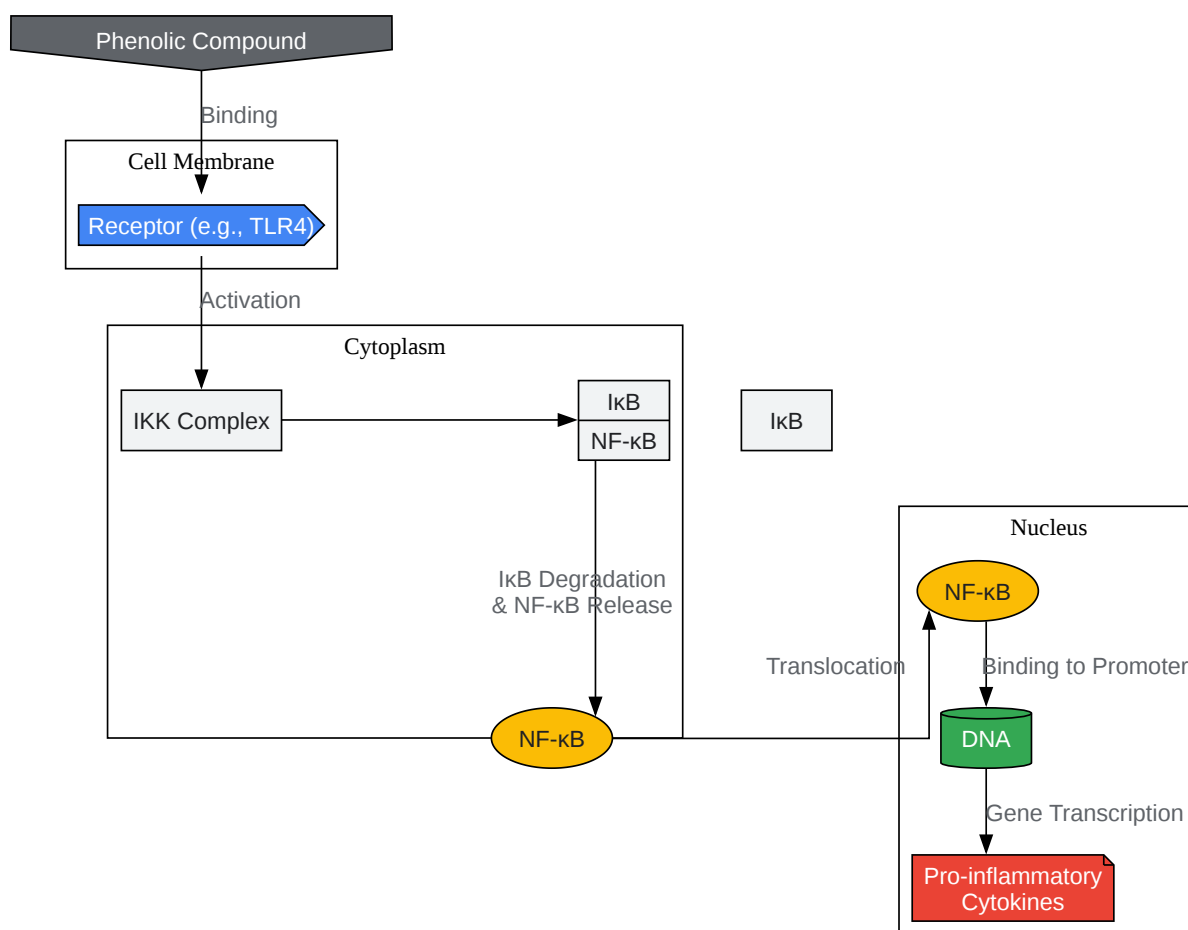 Phenolic Compound
Binding
Cell Membrane
Receptor (e.g., TLR4)
Activation
Cytoplasm
IKK Complex
IκB
NF-κB
IκB
IκB Degradation
& NF-κB Release
NF-κB
Translocation
Nucleus
NF-κB
Binding to Promoter
DNA
Gene Transcription
Pro-inflammatory
Cytokines